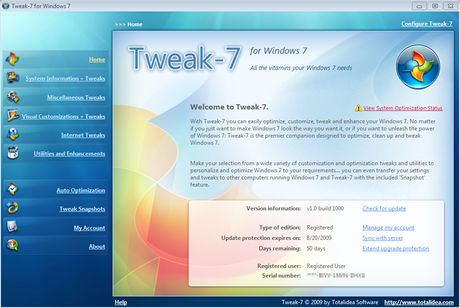 Tweak-7 for Windows 7
>>> Home
Configure Tweak-7
Home
System Information + Tweaks
Miscellaneous Tweaks
Visual Customizations + Tweaks
Internet Tweaks
Utilities and Enhancements
Auto Optimization
Tweak Snapshots
My Account
About
Tweak-7 for Windows 7
All the vitamins your Windows 7 needs
Welcome to Tweak-7.
View System Optimization Status
With Tweak-7 you can easily optimize, customize, tweak and enhance your Windows 7. No matter
if you just want to make Windows 7 look the way you want it, or if you want to unleash the power
of Windows 7: Tweak-7 is the premier companion designed to optimize, clean up and tweak
Windows 7.
Make your selection from a wide variety of customization and optimization tweaks and utilities to
personalize and optimize Windows 7 to your requirements... you can even transfer your settings
and tweaks to other computers running Windows 7 and Tweak-7 with the included 'Snapshot'
feature.
Version information: v1.0 build 1000 Check for update
Type of edition: Registered Manage my account
Update protection expires on: 8/20/2009 Sync with server
Days remaining: 50 days Extend upgrade protection
Registered user: Registered User
Serial number:
Help
Tweak-7 © 2009 by Totalidea Software http://www.totalidea.com